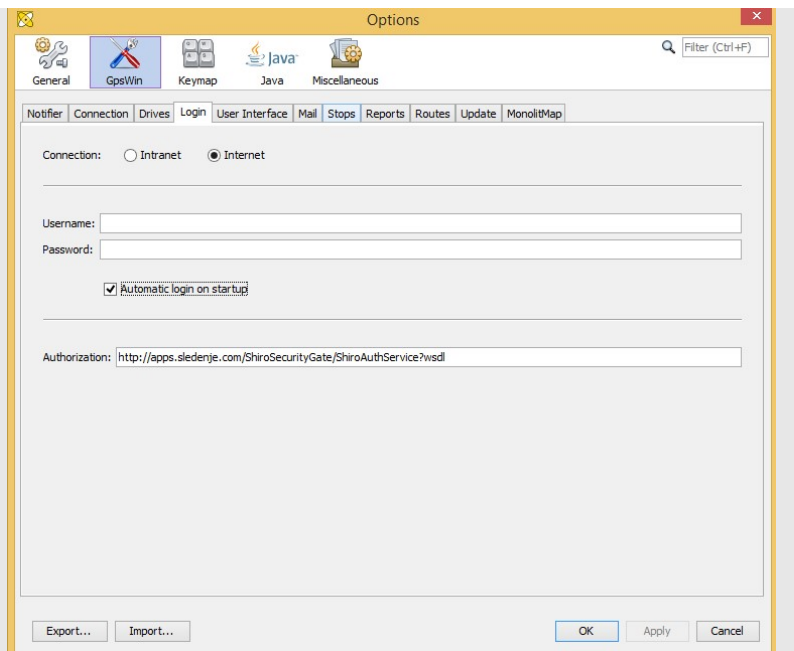 Options
Filter (Ctrl+F)
General GpsWin Keymap Java Java Miscellaneous
Notifier Connection Drives Login User Interface Mail Stops Reports Routes Update MonolitMap
Connection: Intranet Internet
Username:
Password:
Automatic login on startup
Authorization: http://apps.sledenje.com/ShiroSecurityGate/ShiroAuthService?wsdl
Export... Import... OK Apply Cancel